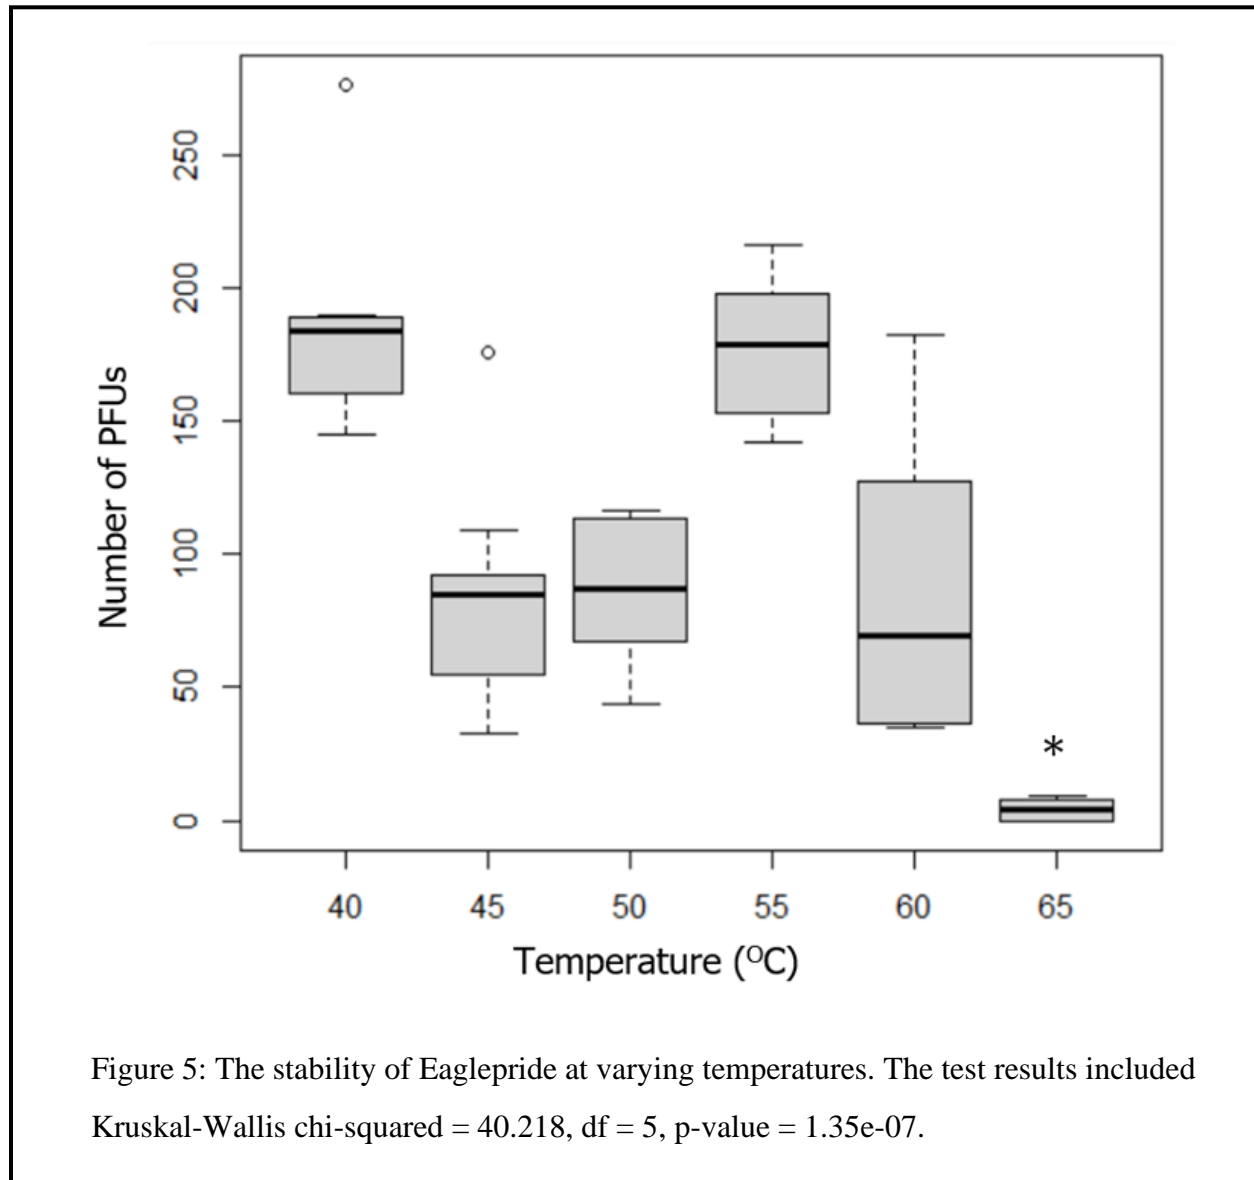 250
200
150
100
50
0
Number of PFUs
*
40 45 50 55 60 65
Temperature (ᴼC)
Figure 5: The stability of Eaglepride at varying temperatures. The test results included
Kruskal-Wallis chi-squared = 40.218, df = 5, p-value = 1.35e-07.